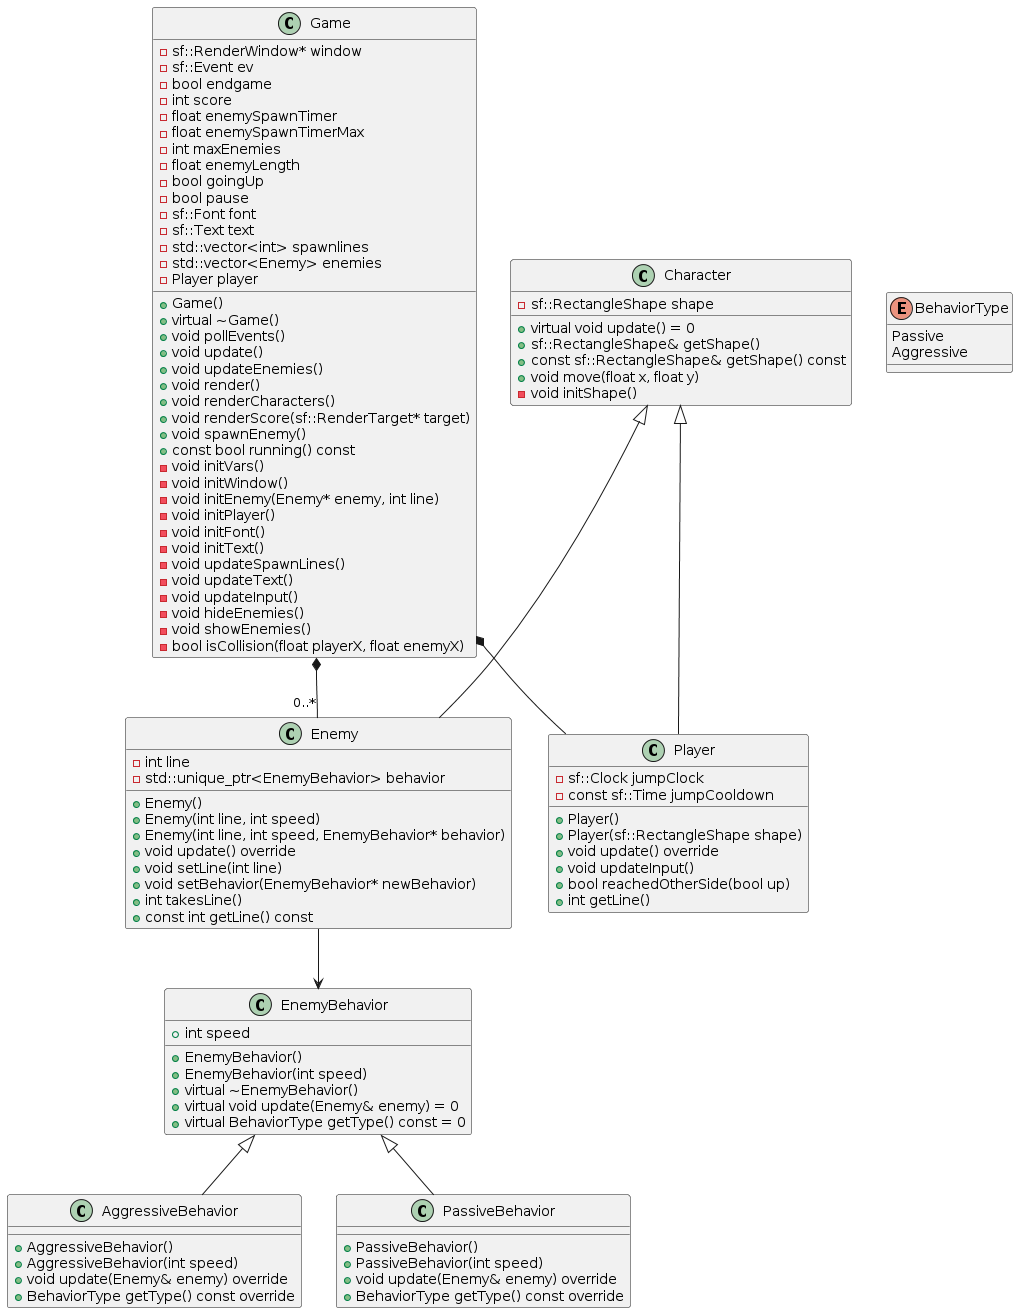 C Game
sf::RenderWindow* window
sf::Event ev
bool endgame
int score
float enemySpawnTimer
float enemySpawnTimerMax
int maxEnemies
float enemyLength
bool goingUp
bool pause
sf::Font font
sf::Text text
std::vector<int> spawnlines
std::vector<Enemy> enemies
Player player
Game()
virtual ~Game()
void pollEvents()
void update()
void updateEnemies()
void render()
void renderCharacters()
void renderScore(sf::RenderTarget* target)
void spawnEnemy()
const bool running() const
void initVars()
void initWindow()
void initEnemy(Enemy* enemy, int line)
void initPlayer()
void initFont()
void initText()
void updateSpawnLines()
void updateText()
void updateInput()
void hideEnemies()
void showEnemies()
bool isCollision(float playerX, float enemyX)
C Character
sf::RectangleShape shape
virtual void update() = 0
sf::RectangleShape& getShape()
const sf::RectangleShape& getShape() const
void move(float x, float y)
void initShape()
E BehaviorType
Passive
Aggressive
0..*
C Enemy
int line
std::unique_ptr<EnemyBehavior> behavior
Enemy()
Enemy(int line, int speed)
Enemy(int line, int speed, EnemyBehavior* behavior)
void update() override
void setLine(int line)
void setBehavior(EnemyBehavior* newBehavior)
int takesLine()
const int getLine() const
C Player
sf::Clock jumpClock
const sf::Time jumpCooldown
Player()
Player(sf::RectangleShape shape)
void update() override
void updateInput()
bool reachedOtherSide(bool up)
int getLine()
C EnemyBehavior
int speed
EnemyBehavior()
EnemyBehavior(int speed)
virtual ~EnemyBehavior()
virtual void update(Enemy& enemy) = 0
virtual BehaviorType getType() const = 0
C AggressiveBehavior
AggressiveBehavior()
AggressiveBehavior(int speed)
void update(Enemy& enemy) override
BehaviorType getType() const override
C PassiveBehavior
PassiveBehavior()
PassiveBehavior(int speed)
void update(Enemy& enemy) override
BehaviorType getType() const override